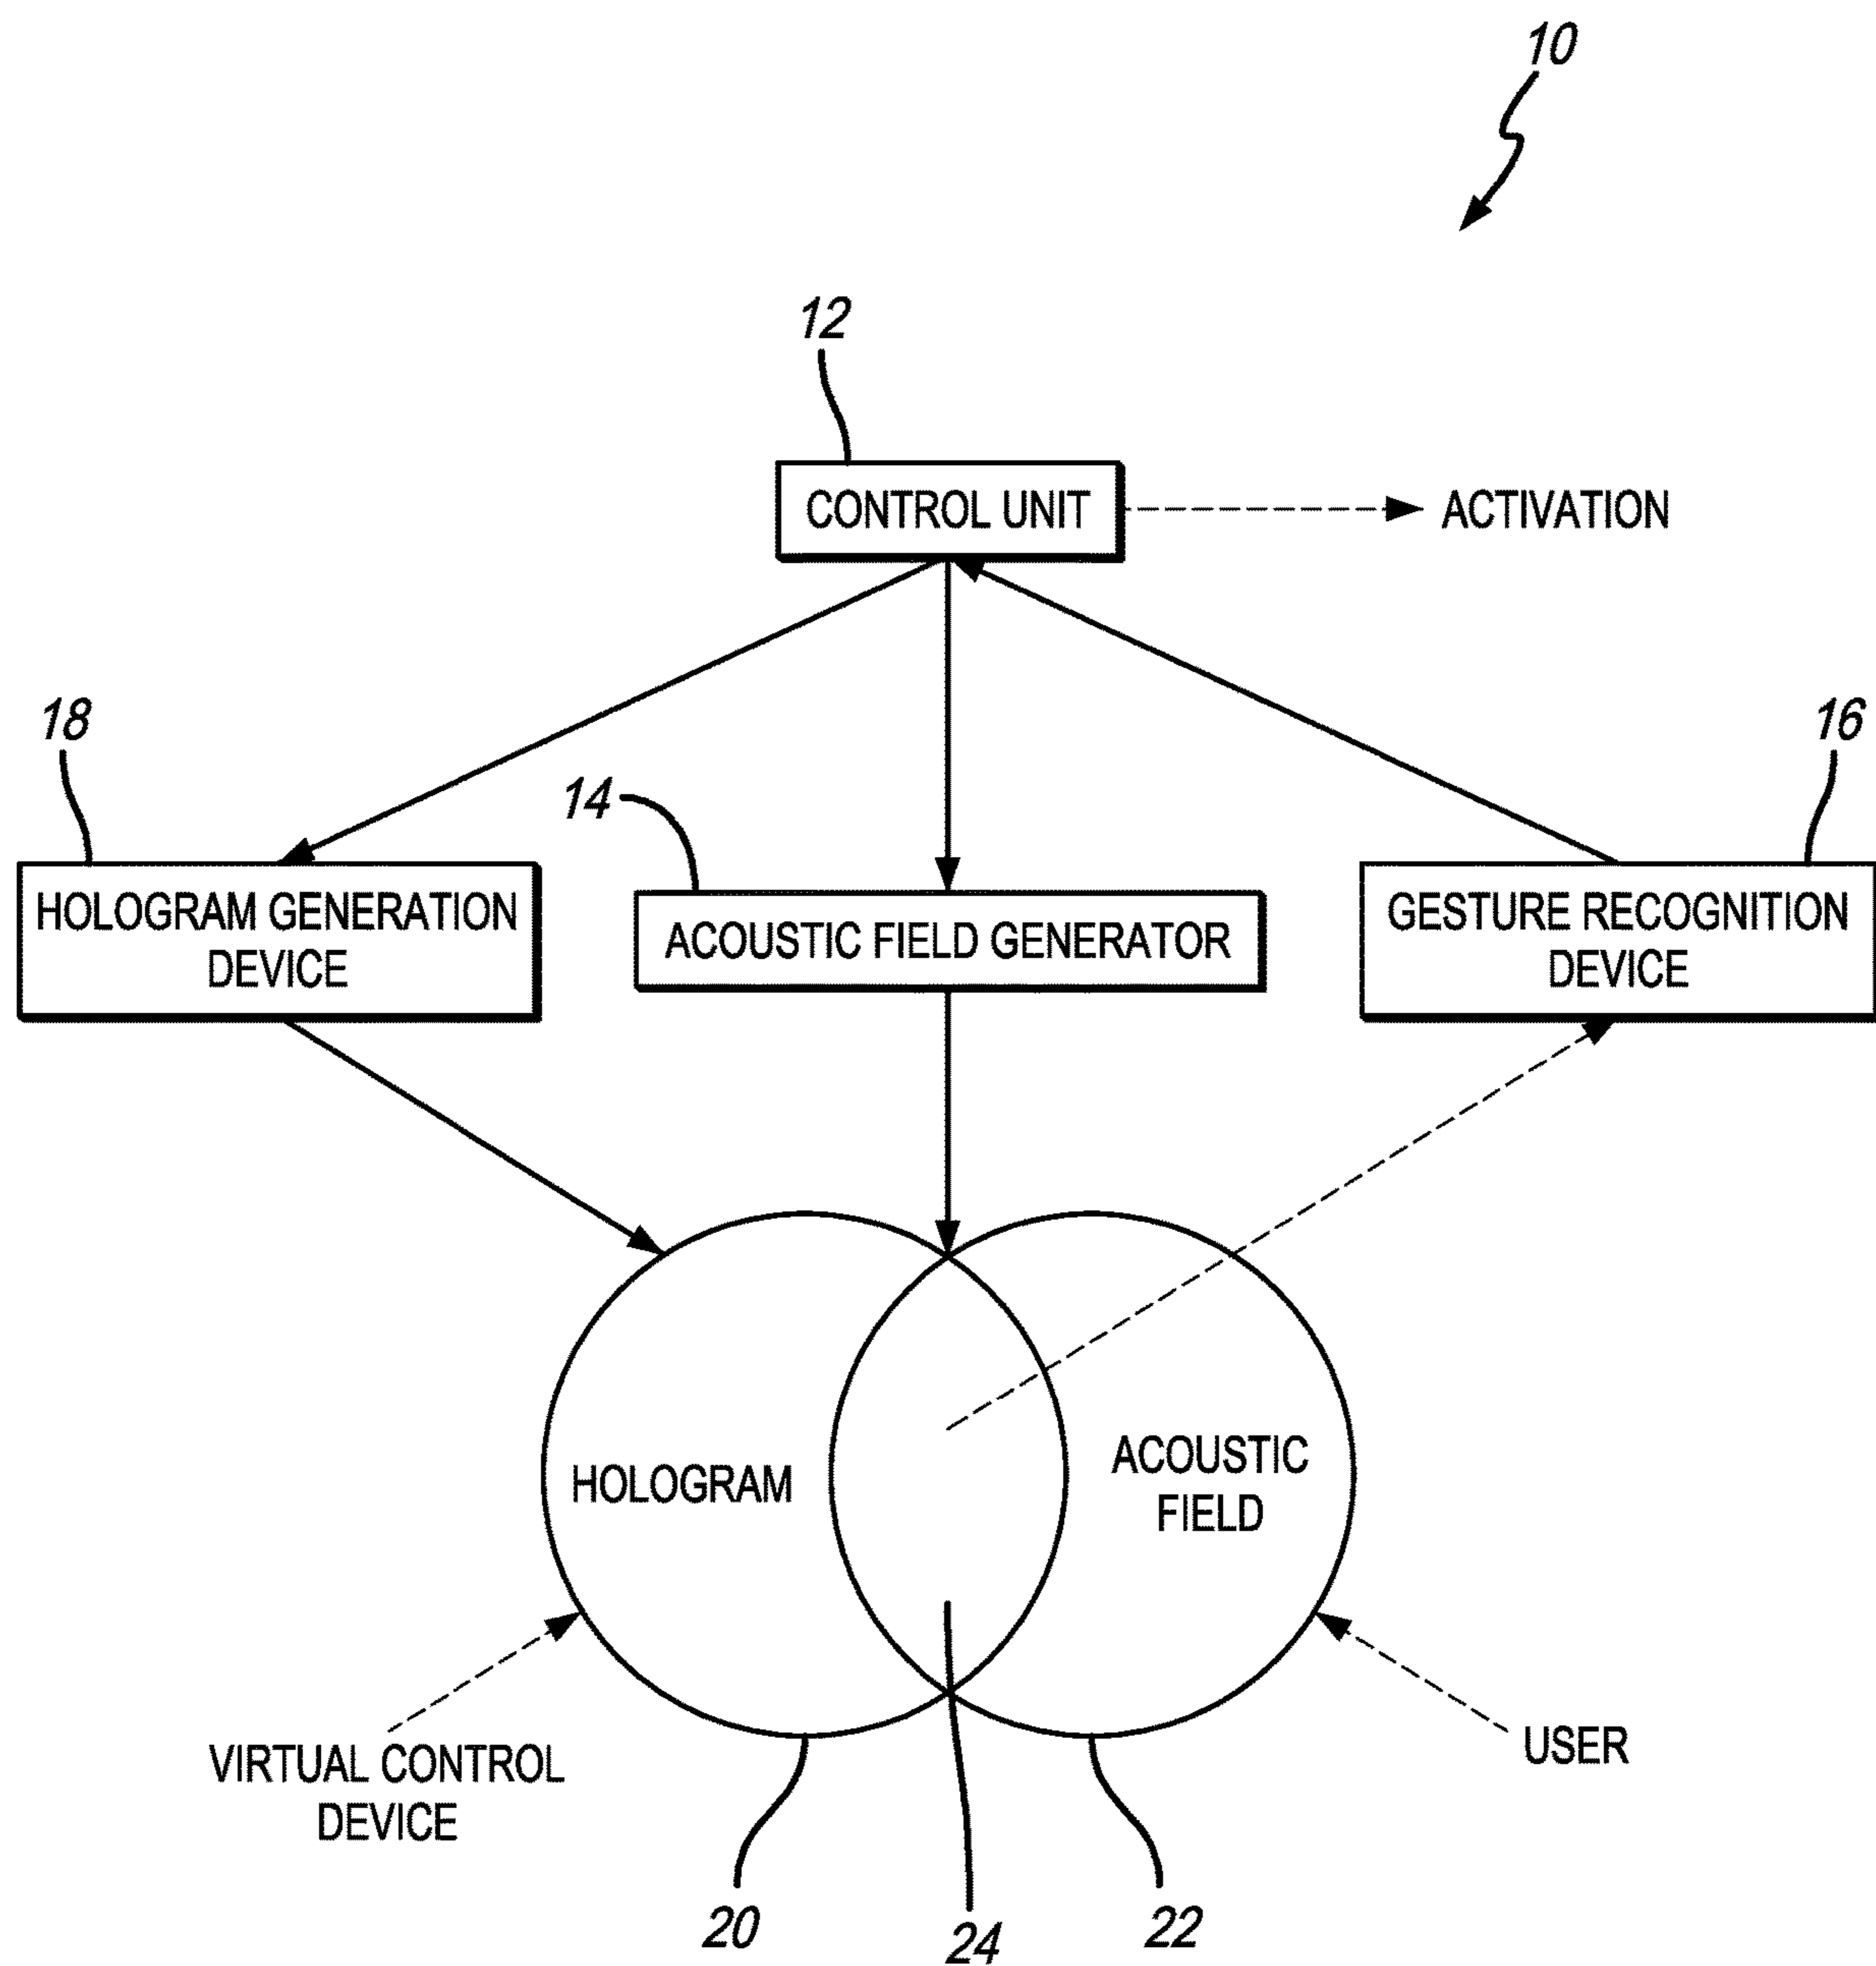 10
12
CONTROL UNIT
ACTIVATION
18
14
16
HOLOGRAM GENERATION
DEVICE
ACOUSTIC FIELD GENERATOR
GESTURE RECOGNITION
DEVICE
HOLOGRAM
ACOUSTIC
FIELD
VIRTUAL CONTROL
DEVICE
USER
20
24
22